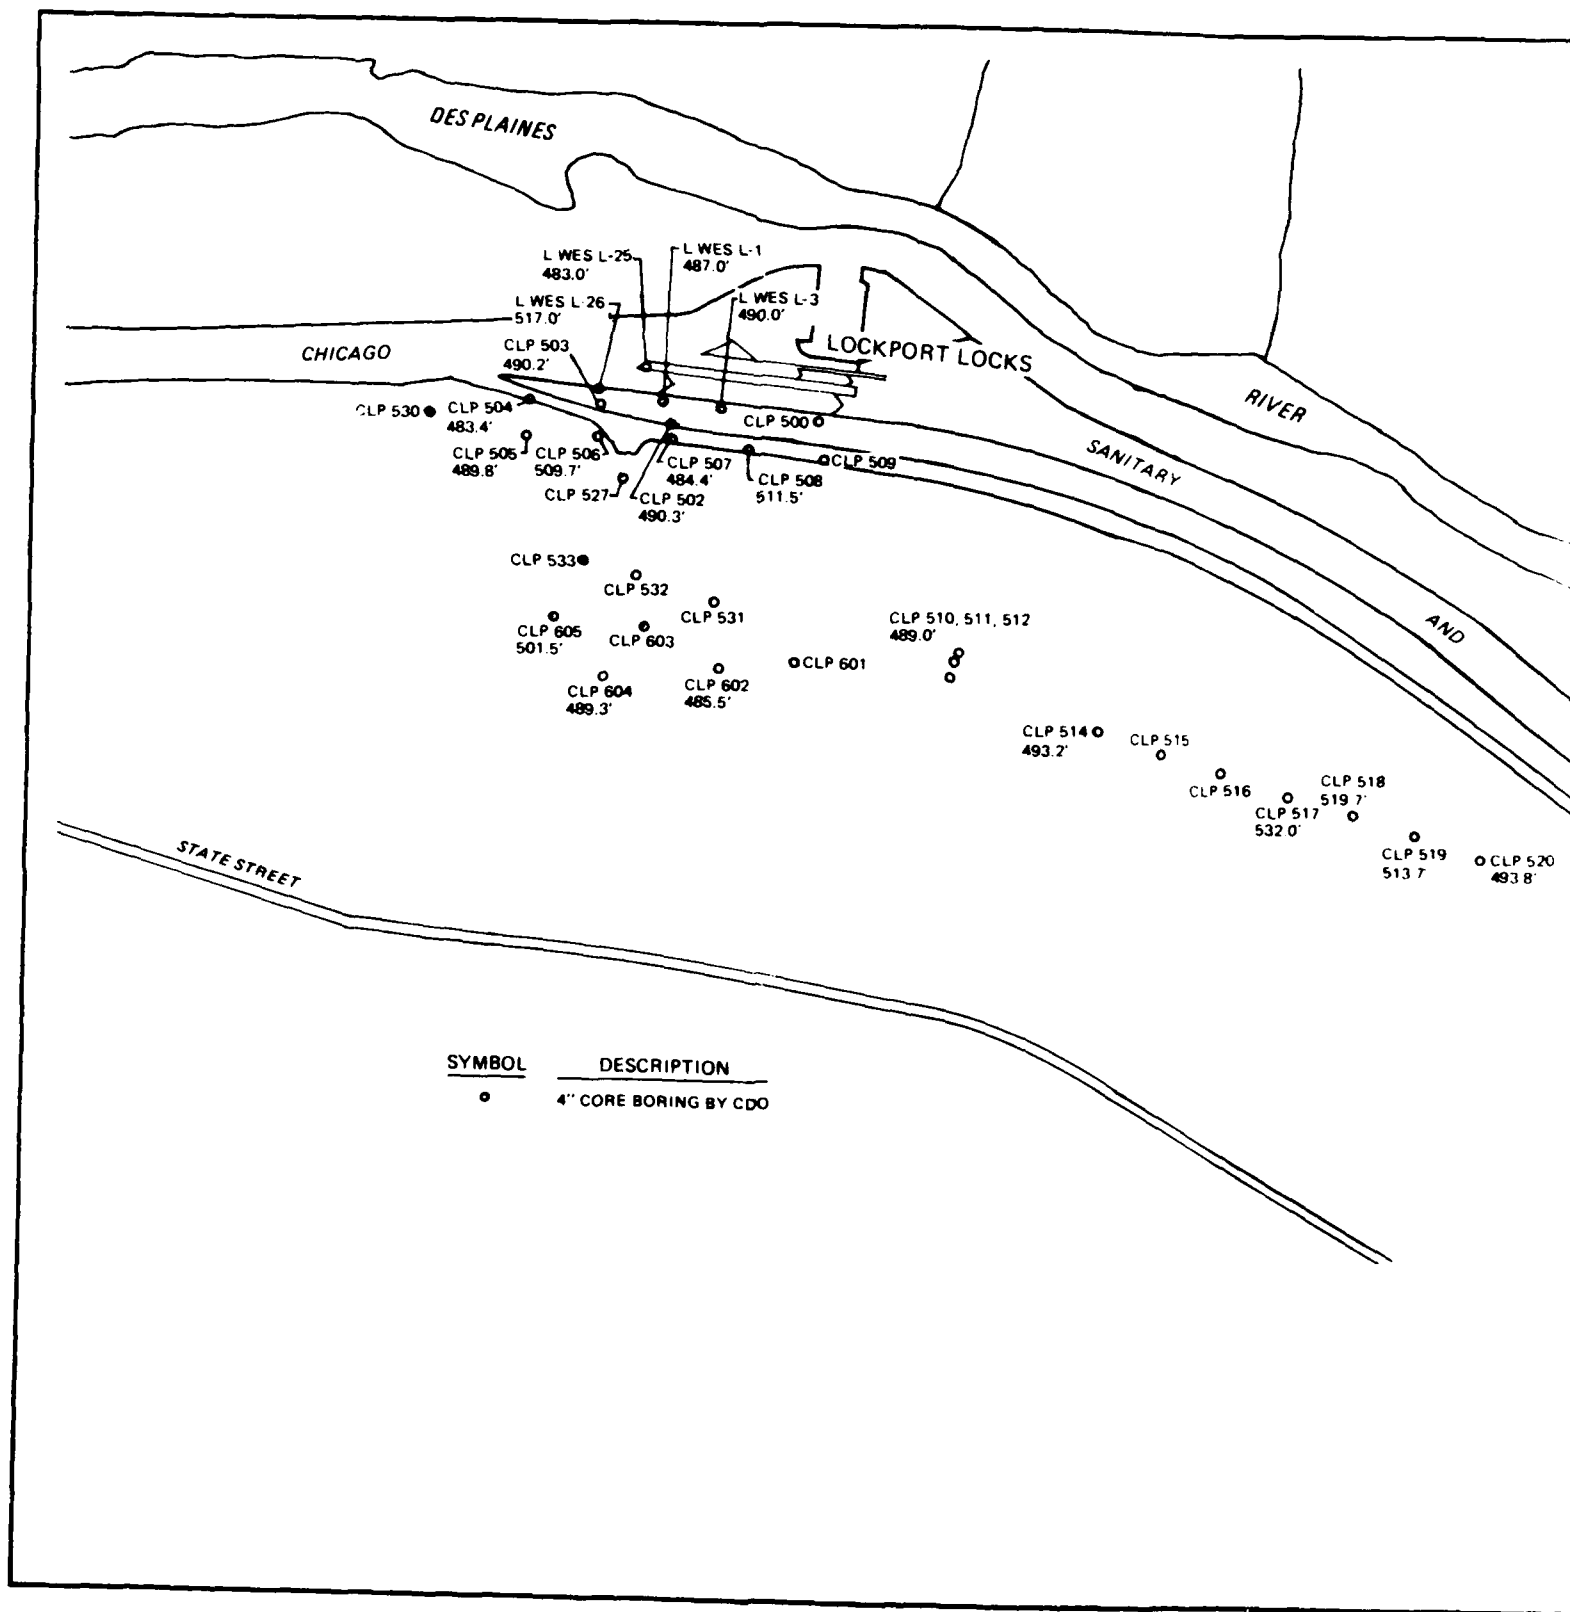 DES PLAINES
L WES L-25
483.0'
L WES L-1
487.0'
L WES L-26
517.0'
L WES L-3
490.0'
CLP 503
490.2'
CHICAGO
LOCKPORT LOCKS
RIVER
CLP 530
CLP 504
483.4'
CLP 500
SANITARY
CLP 505
489.8'
CLP 506
509.7'
CLP 507
484.4'
CLP 509
CLP 508
511.5'
CLP 527
CLP 502
490.3'
CLP 533
CLP 532
CLP 531
CLP 605
501.5'
CLP 603
CLP 510, 511, 512
489.0'
AND
CLP 601
CLP 604
489.3'
CLP 602
485.5'
CLP 514
493.2'
CLP 515
CLP 516
CLP 518
519 7'
CLP 517
532.0'
CLP 519
513 7'
CLP 520
493 8'
STATE STREET
SYMBOL DESCRIPTION
4" CORE BORING BY CDO